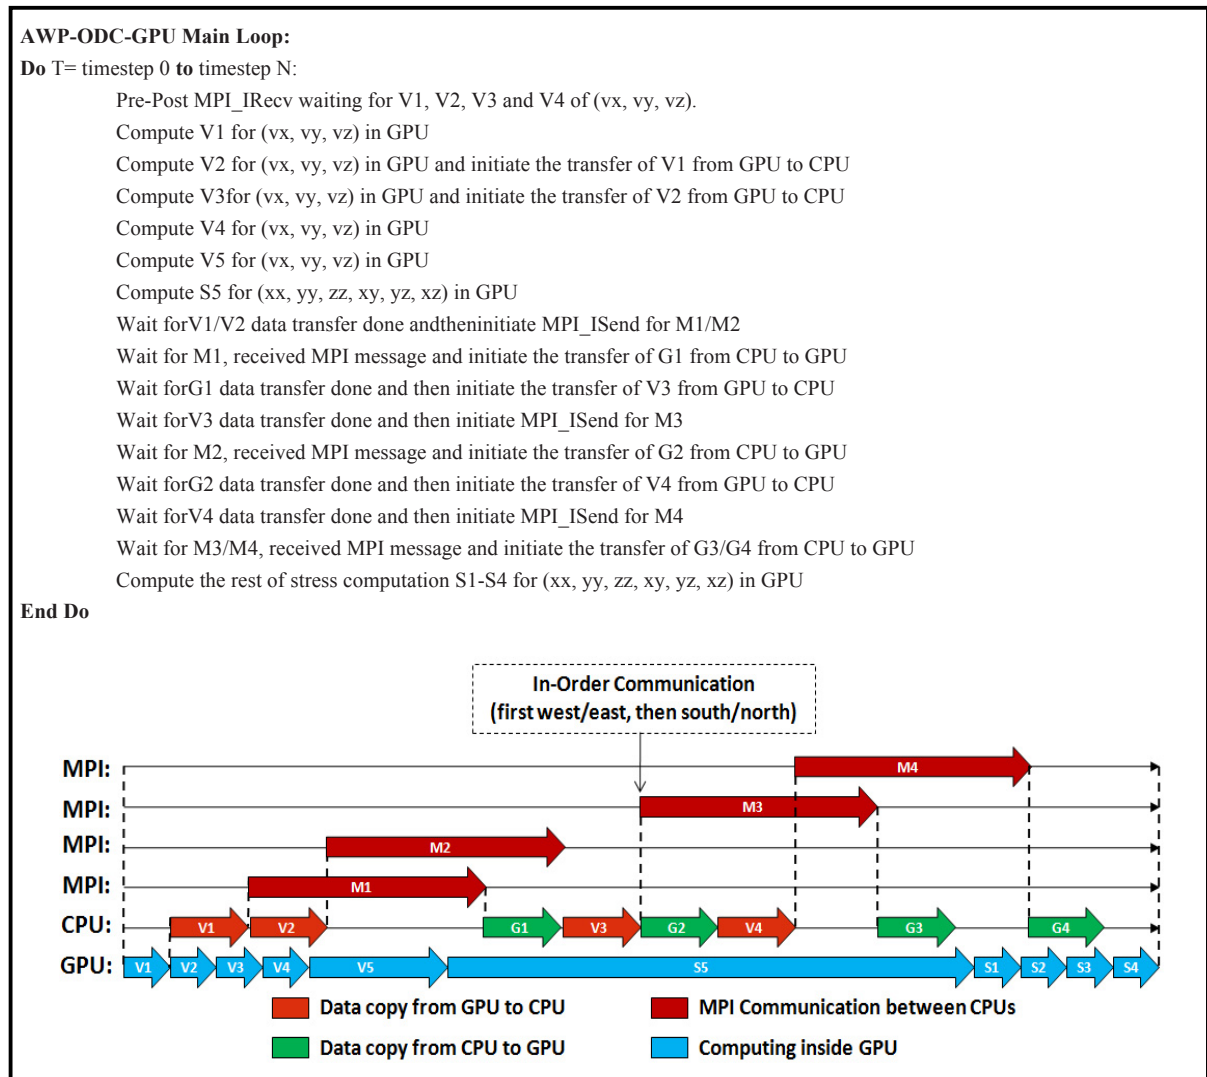 AWP-ODC-GPU Main Loop:
Do T= timestep 0 to timestep N:
Pre-Post MPI_IRecv waiting for V1, V2, V3 and V4 of (vx, vy, vz).
Compute V1 for (vx, vy, vz) in GPU
Compute V2 for (vx, vy, vz) in GPU and initiate the transfer of V1 from GPU to CPU
Compute V3for (vx, vy, vz) in GPU and initiate the transfer of V2 from GPU to CPU
Compute V4 for (vx, vy, vz) in GPU
Compute V5 for (vx, vy, vz) in GPU
Compute S5 for (xx, yy, zz, xy, yz, xz) in GPU
Wait forV1/V2 data transfer done andtheninitiate MPI_ISend for M1/M2
Wait for M1, received MPI message and initiate the transfer of G1 from CPU to GPU
Wait forG1 data transfer done and then initiate the transfer of V3 from GPU to CPU
Wait forV3 data transfer done and then initiate MPI_ISend for M3
Wait for M2, received MPI message and initiate the transfer of G2 from CPU to GPU
Wait forG2 data transfer done and then initiate the transfer of V4 from GPU to CPU
Wait forV4 data transfer done and then initiate MPI_ISend for M4
Wait for M3/M4, received MPI message and initiate the transfer of G3/G4 from CPU to GPU
Compute the rest of stress computation S1-S4 for (xx, yy, zz, xy, yz, xz) in GPU
End Do
In-Order Communication
(first west/east, then south/north)
MPI: M4
MPI: M3
MPI: M2
MPI: M1
CPU: V1 V2 G1 V3 G2 V4 G3 G4
GPU: V1 V2 V3 V4 V5 S5 S1 S2 S3 S4
Data copy from GPU to CPU MPI Communication between CPUs
Data copy from CPU to GPU Computing inside GPU